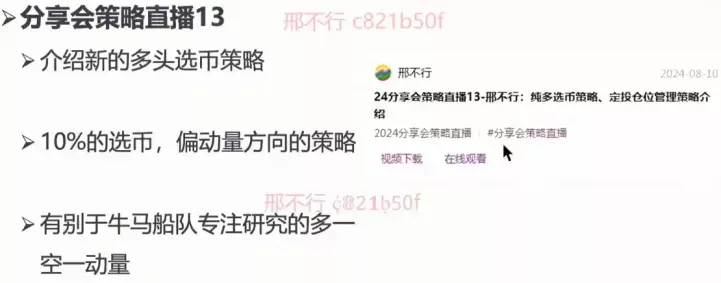 分享会策略直播13
邢不行 c821b50f
介绍新的多头选币策略
邢不行
2024-08-10
24分享会策略直播13-邢不行：纯多选币策略、定投仓位管理策略介
绍
2024分享会策略直播 #分享会策略直播
10%的选币，偏动量方向的策略
视频下载 在线观看
邢不行
有别于牛马船队专注研究的多一
空一动量